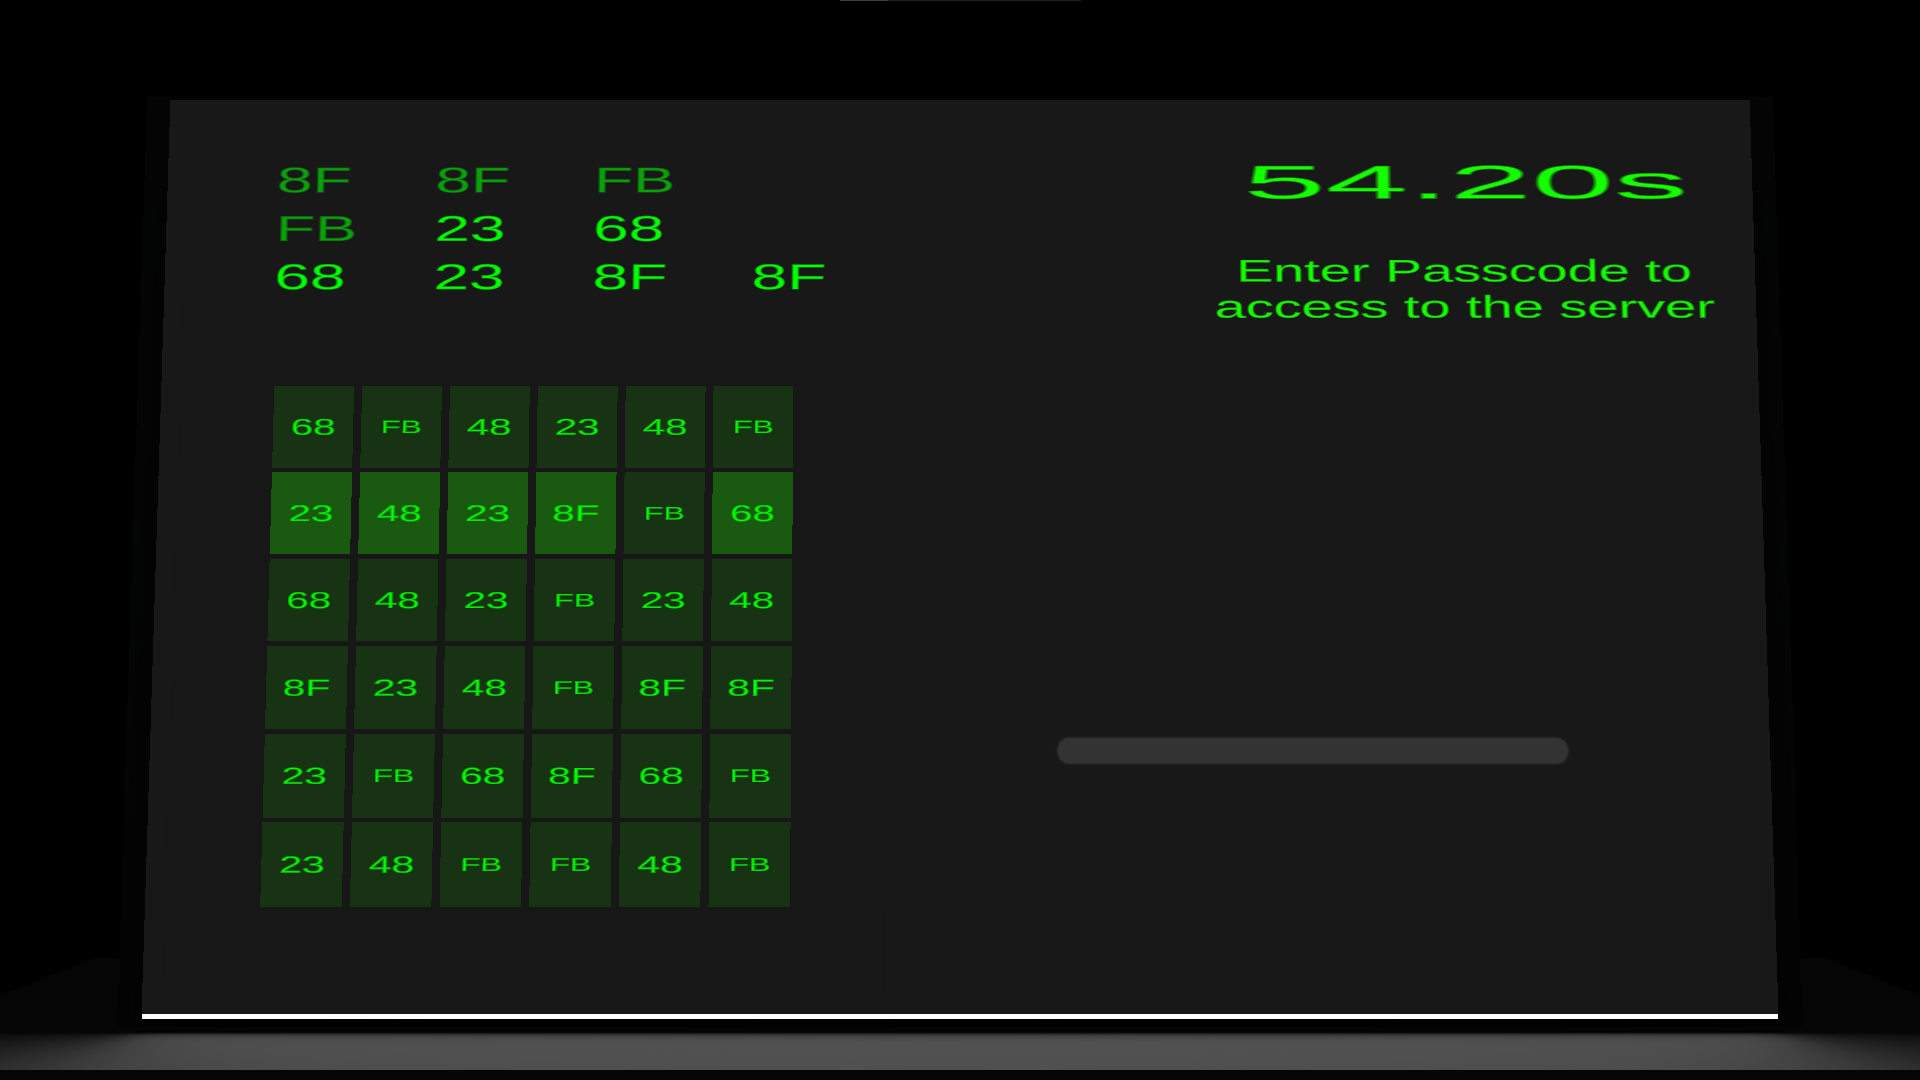 8F 8F FB
FB 23 68
68 23 8F 8F
54.20s
Enter Passcode to
access to the server
68 FB 48 23 48 FB
23 48 23 8F FB 68
68 48 23 FB 23 48
8F 23 48 FB 8F 8F
23 FB 68 8F 68 FB
23 48 FB FB 48 FB